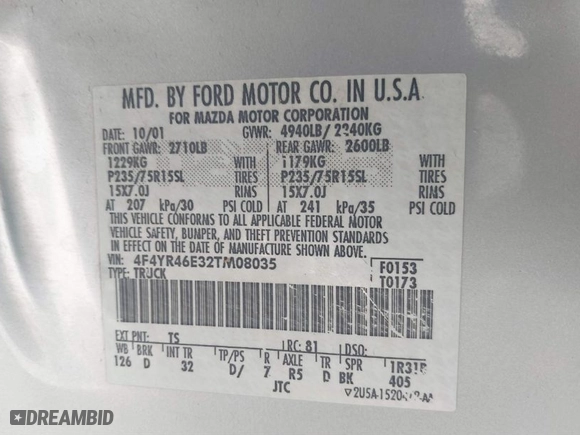 MFD. BY FORD MOTOR CO. IN U.S.A.
FOR MAZDA MOTOR CORPORATION
DATE: 10/01 GVWR: 4940LB/ 2240KG
FRONT GAWR: 2710LB REAR GAWR: 2600LB
1229KG WITH 1179KG WITH
P235/75R15SL TIRES P235/75R15SL TIRES
15X7.0J RIMS 15X7.0J RIMS
AT 207 kPa/30 PSI COLD AT 241 kPa/35 PSI COLD
THIS VEHICLE CONFORMS TO ALL APPLICABLE FEDERAL MOTOR
VEHICLE SAFETY, BUMPER, AND THEFT PREVENTION STANDARDS
IN EFFECT ON THE DATE OF MANUFACTURE SHOWN ABOVE.
VIN: 4F4YR46E32TM08035 F0153
TYPE: TRUCK T0173
EXT PNT: TS RC: 81 DSO:
WB BRK INT TR TP/PS R AXLE TR SPR
126 D 32 D/ 7 R5 D BK 405
JTC
DREAMBID